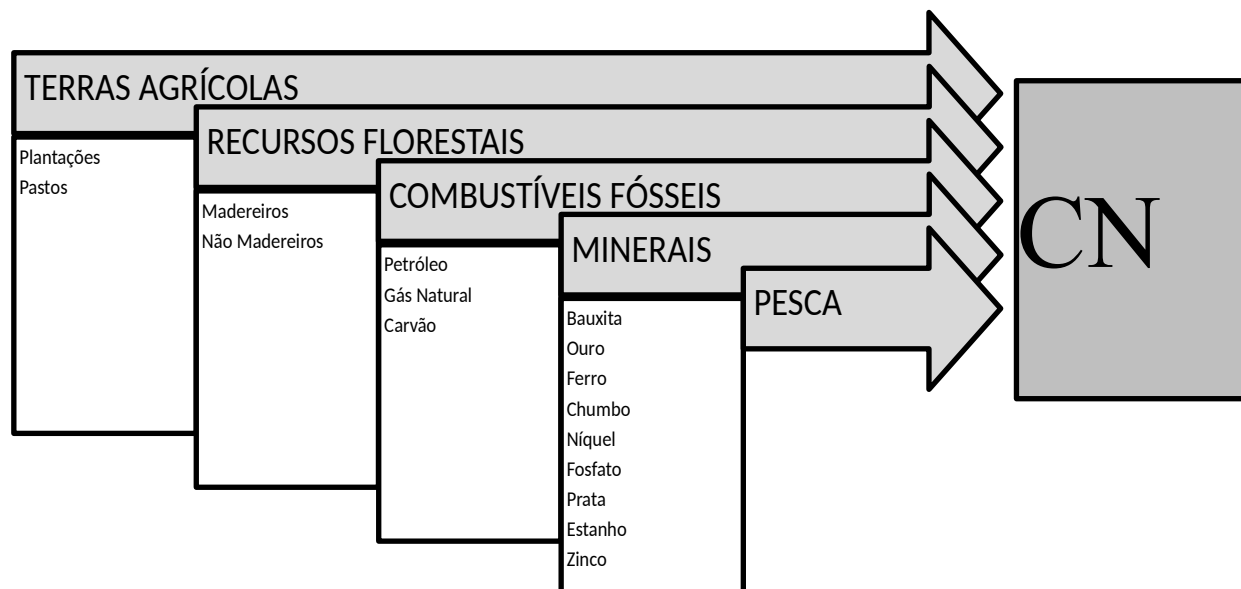 TERRAS AGRÍCOLAS
Plantações
Pastos
RECURSOS FLORESTAIS
Madereiros
Não Madereiros
COMBUSTÍVEIS FÓSSEIS
Petróleo
Gás Natural
Carvão
MINERAIS
Bauxita
Ouro
Ferro
Chumbo
Níquel
Fosfato
Prata
Estanho
Zinco
PESCA
CN